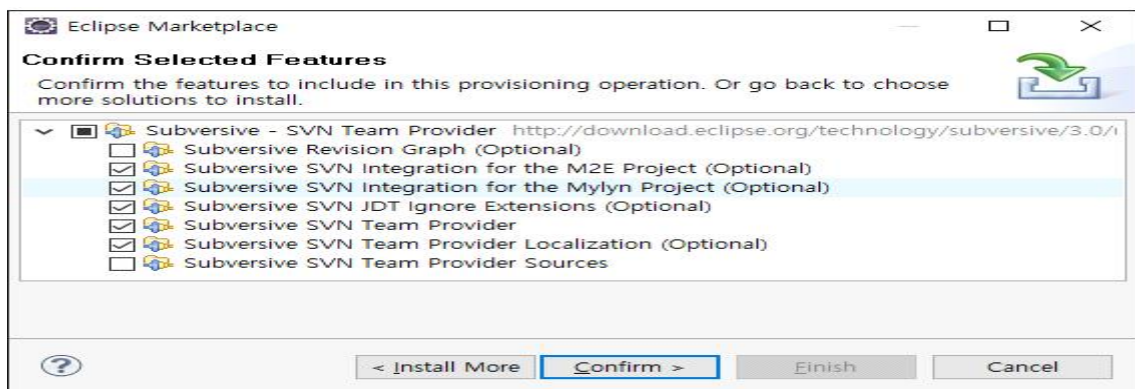 Eclipse Marketplace
Confirm Selected Features
Confirm the features to include in this provisioning operation. Or go back to choose
more solutions to install.
Subversive - SVN Team Provider http://download.eclipse.org/technology/subversive/3.0/
Subversive Revision Graph (Optional)
Subversive SVN Integration for the M2E Project (Optional)
Subversive SVN Integration for the Mylyn Project (Optional)
Subversive SVN JDT Ignore Extensions (Optional)
Subversive SVN Team Provider
Subversive SVN Team Provider Localization (Optional)
Subversive SVN Team Provider Sources
?
< Install More
Confirm >
Finish
Cancel